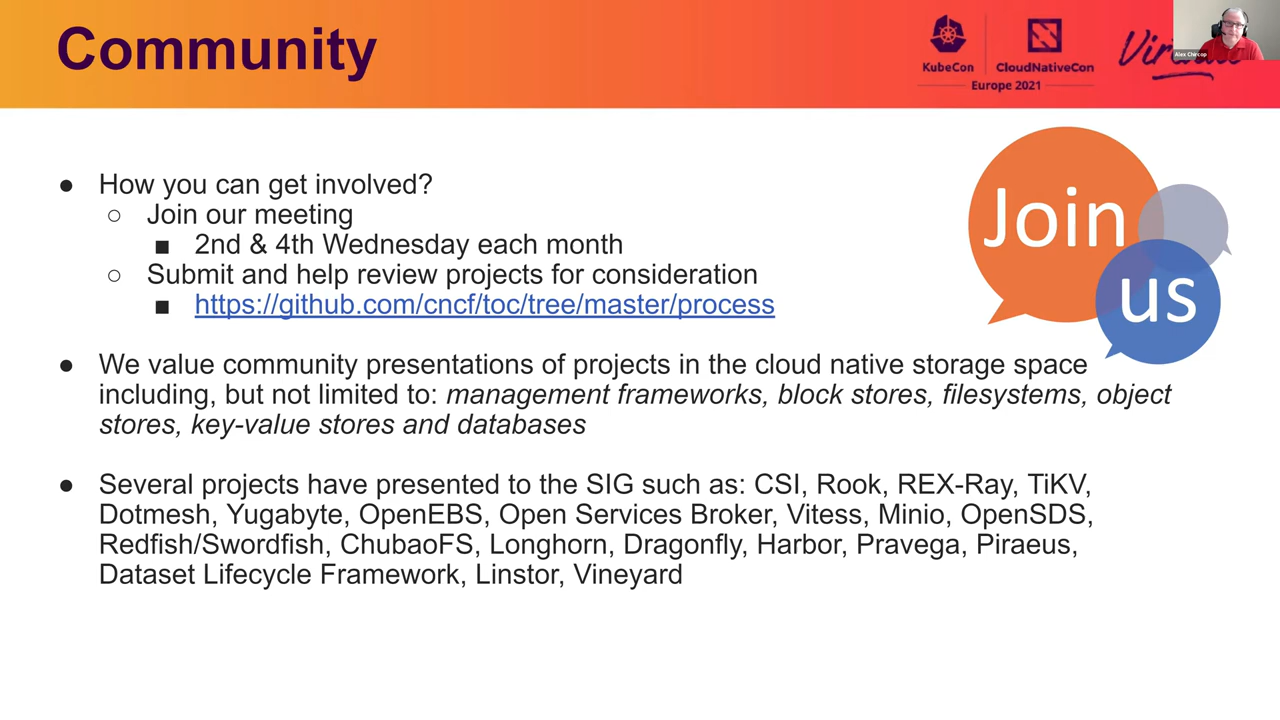 Community
KubeCon
CloudNativeCon
Europe 2021
Alex Chircop
● How you can get involved?
○ Join our meeting
■ 2nd & 4th Wednesday each month
○ Submit and help review projects for consideration
■ https://github.com/cncf/toc/tree/master/process
Join
us
● We value community presentations of projects in the cloud native storage space
including, but not limited to: management frameworks, block stores, filesystems, object
stores, key-value stores and databases
● Several projects have presented to the SIG such as: CSI, Rook, REX-Ray, TiKV,
Dotmesh, Yugabyte, OpenEBS, Open Services Broker, Vitess, Minio, OpenSDS,
Redfish/Swordfish, ChubaoFS, Longhorn, Dragonfly, Harbor, Pravega, Piraeus,
Dataset Lifecycle Framework, Linstor, Vineyard